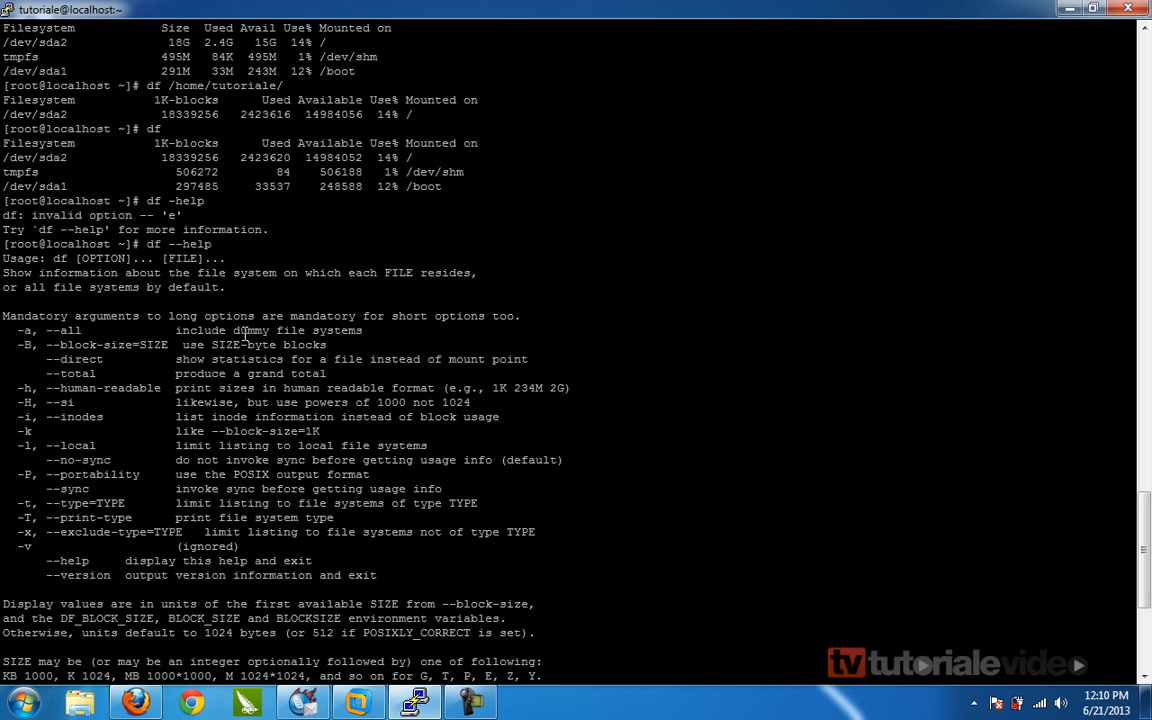 tutoriale@localhost:~
Filesystem Size Used Avail Use% Mounted on
/dev/sda2 18G 2.4G 15G 14% /
tmpfs 495M 84K 495M 1% /dev/shm
/dev/sda1 291M 33M 243M 12% /boot
[root@localhost ~]# df /home/tutoriale/
Filesystem 1K-blocks Used Available Use% Mounted on
/dev/sda2 18339256 2423616 14984056 14% /
[root@localhost ~]# df
Filesystem 1K-blocks Used Available Use% Mounted on
/dev/sda2 18339256 2423620 14984052 14% /
tmpfs 506272 84 506188 1% /dev/shm
/dev/sda1 297485 33537 248588 12% /boot
[root@localhost ~]# df -help
df: invalid option -- 'e'
Try `df --help' for more information.
[root@localhost ~]# df --help
Usage: df [OPTION]... [FILE]...
Show information about the file system on which each FILE resides,
or all file systems by default.
Mandatory arguments to long options are mandatory for short options too.
-a, --all include dummy file systems
-B, --block-size=SIZE use SIZE-byte blocks
--direct show statistics for a file instead of mount point
--total produce a grand total
-h, --human-readable print sizes in human readable format (e.g., 1K 234M 2G)
-H, --si likewise, but use powers of 1000 not 1024
-i, --inodes list inode information instead of block usage
-k like --block-size=1K
-l, --local limit listing to local file systems
--no-sync do not invoke sync before getting usage info (default)
-P, --portability use the POSIX output format
--sync invoke sync before getting usage info
-t, --type=TYPE limit listing to file systems of type TYPE
-T, --print-type print file system type
-x, --exclude-type=TYPE limit listing to file systems not of type TYPE
-v (ignored)
--help display this help and exit
--version output version information and exit
Display values are in units of the first available SIZE from --block-size,
and the DF_BLOCK_SIZE, BLOCK_SIZE and BLOCKSIZE environment variables.
Otherwise, units default to 1024 bytes (or 512 if POSIXLY_CORRECT is set).
SIZE may be (or may be an integer optionally followed by) one of following:
KB 1000, K 1024, MB 1000*1000, M 1024*1024, and so on for G, T, P, E, Z, Y.
tv tutorialevideo
12:10 PM
6/21/2013